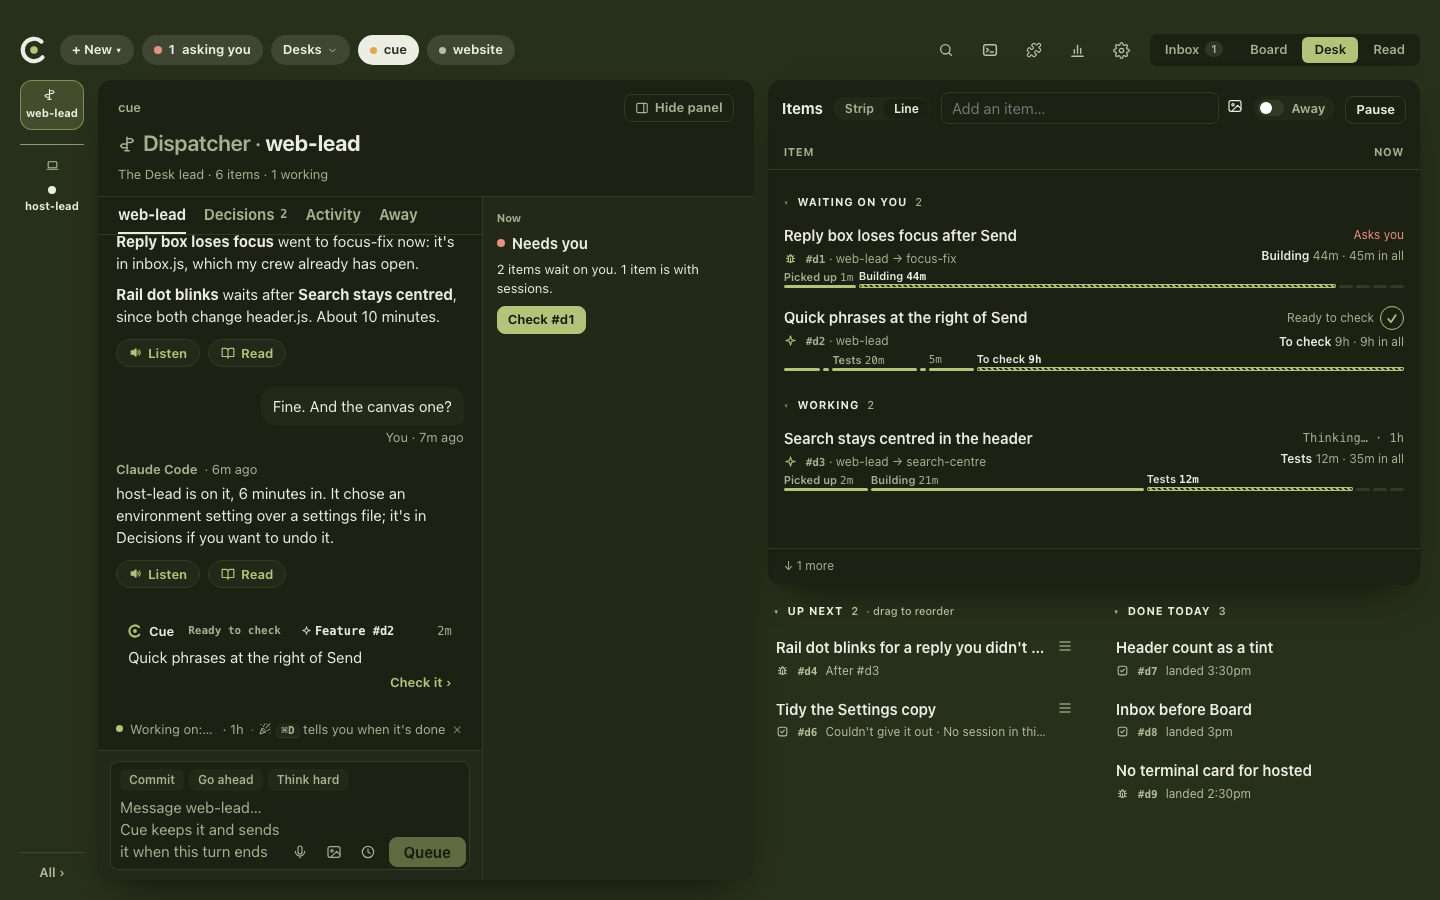 + New
1 asking you
Desks
cue
website
Inbox 1
Board
Desk
Read
web-lead
host-lead
All ›
cue
Hide panel
Dispatcher · web-lead
The Desk lead · 6 items · 1 working
web-lead
Decisions 2
Activity
Away
Reply box loses focus went to focus-fix now: it's
in inbox.js, which my crew already has open.
Rail dot blinks waits after Search stays centred,
since both change header.js. About 10 minutes.
Listen
Read
Fine. And the canvas one?
You · 7m ago
Claude Code · 6m ago
host-lead is on it, 6 minutes in. It chose an
environment setting over a settings file; it's in
Decisions if you want to undo it.
Listen
Read
Cue Ready to check Feature #d2 2m
Quick phrases at the right of Send
Check it ›
Working on:... · 1h · ⌘D tells you when it's done ×
Commit
Go ahead
Think hard
Message web-lead...
Cue keeps it and sends
it when this turn ends
Queue
Now
Needs you
2 items wait on you. 1 item is with
sessions.
Check #d1
Items
Strip
Line
Add an item...
Away
Pause
ITEM
NOW
WAITING ON YOU 2
Reply box loses focus after Send
Asks you
#d1 · web-lead → focus-fix
Building 44m · 45m in all
Picked up 1m Building 44m
Quick phrases at the right of Send
Ready to check
#d2 · web-lead
To check 9h · 9h in all
Tests 20m 5m To check 9h
WORKING 2
Search stays centred in the header
Thinking… · 1h
#d3 · web-lead → search-centre
Tests 12m · 35m in all
Picked up 2m Building 21m Tests 12m
↓ 1 more
UP NEXT 2 · drag to reorder
Rail dot blinks for a reply you didn't ...
#d4 After #d3
Tidy the Settings copy
#d6 Couldn't give it out · No session in thi...
DONE TODAY 3
Header count as a tint
#d7 landed 3:30pm
Inbox before Board
#d8 landed 3pm
No terminal card for hosted
#d9 landed 2:30pm